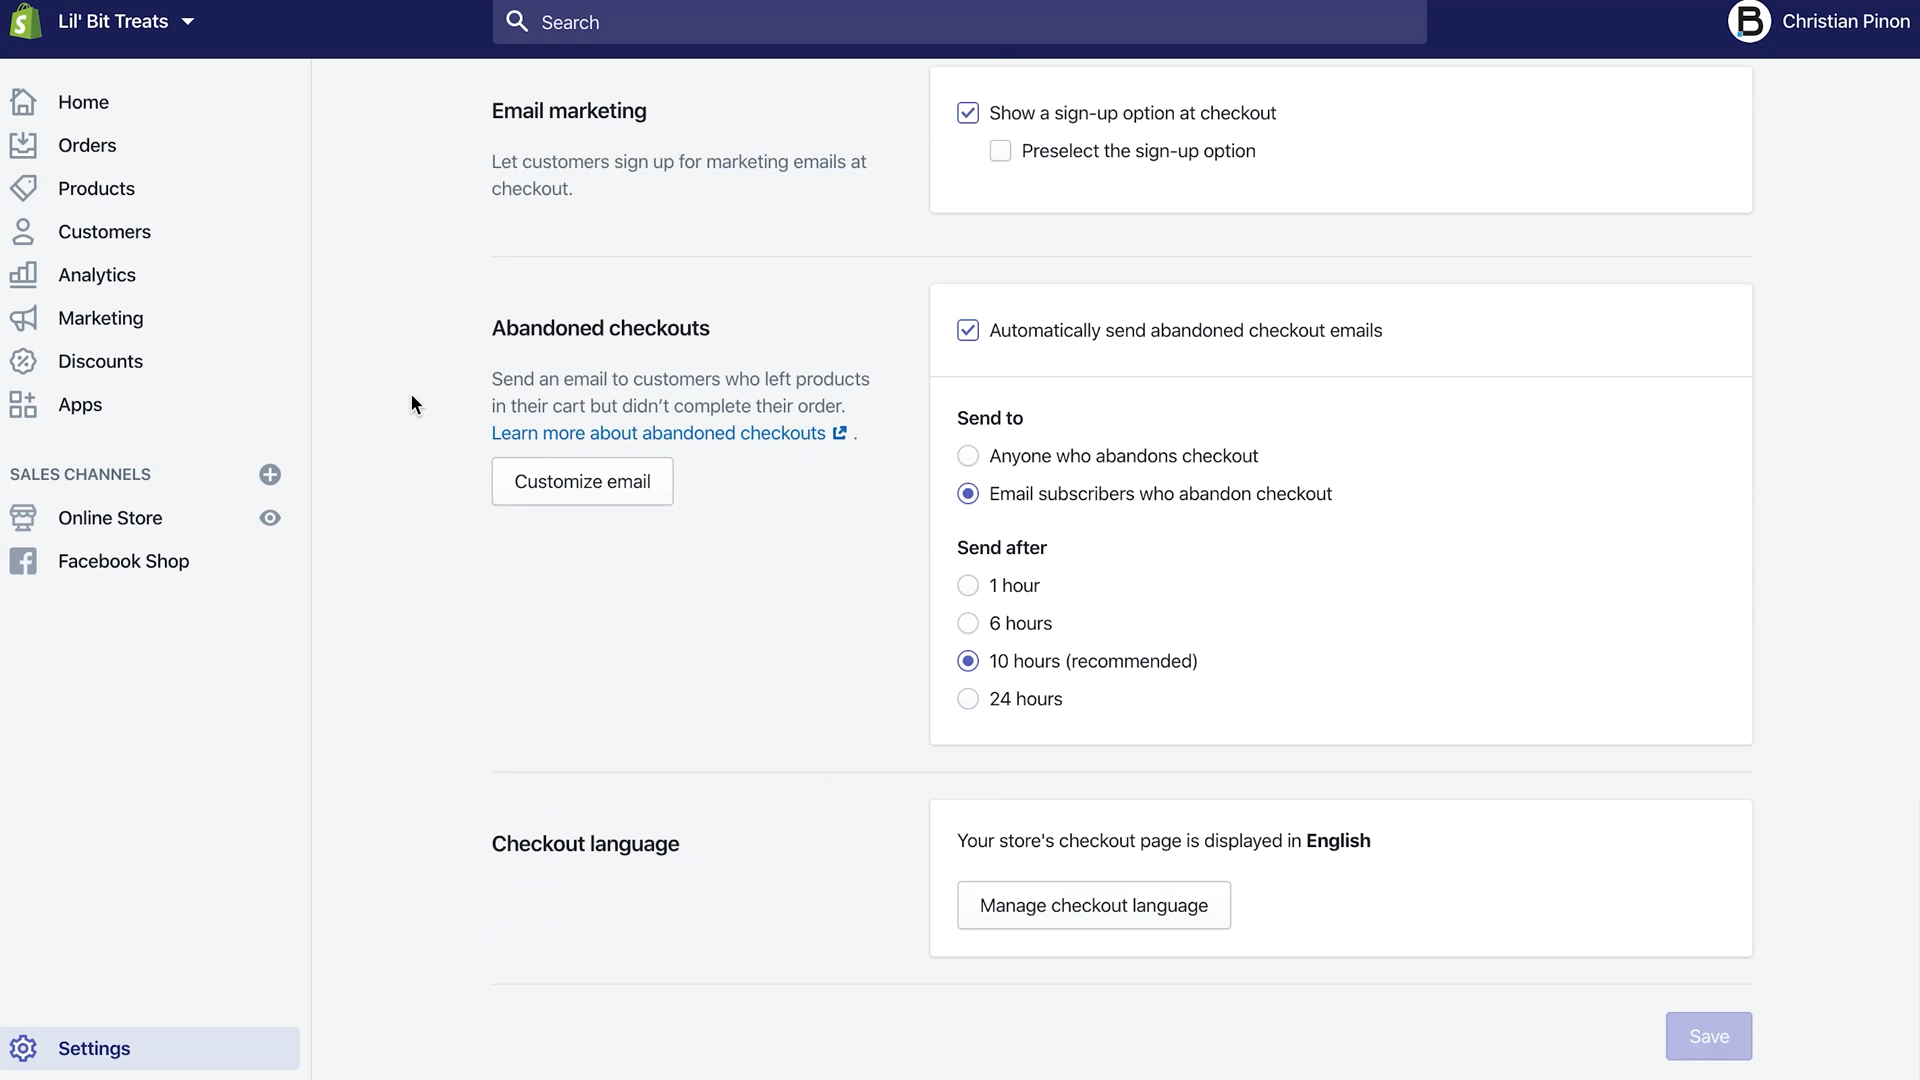 Lil' Bit Treats
Search
Christian Pinon
Home
Orders
Products
Customers
Analytics
Marketing
Discounts
Apps
SALES CHANNELS
Online Store
Facebook Shop
Settings
Email marketing
Let customers sign up for marketing emails at
checkout.
Show a sign-up option at checkout
Preselect the sign-up option
Abandoned checkouts
Send an email to customers who left products
in their cart but didn’t complete their order.
Learn more about abandoned checkouts .
Customize email
Automatically send abandoned checkout emails
Send to
Anyone who abandons checkout
Email subscribers who abandon checkout
Send after
1 hour
6 hours
10 hours (recommended)
24 hours
Checkout language
Your store's checkout page is displayed in English
Manage checkout language
Save